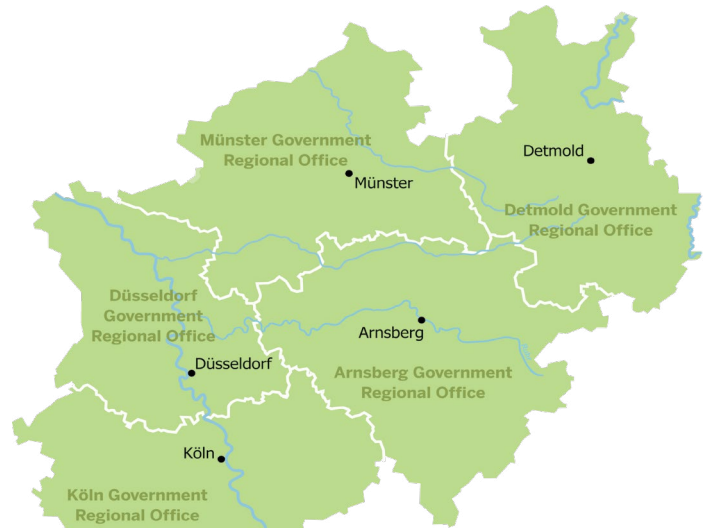 Münster Government
Regional Office
Münster
Detmold
Detmold Government
Regional Office
Düsseldorf
Government
Regional Office
Düsseldorf
Arnsberg
Arnsberg Government
Regional Office
Köln
Köln Government
Regional Office